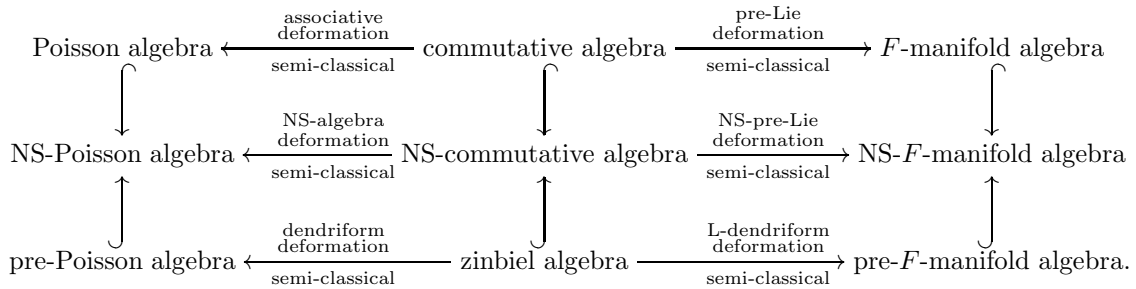 associative pre-Lie
deformation deformation
Poisson algebra commutative algebra F-manifold algebra
semi-classical semi-classical
NS-algebra NS-pre-Lie
deformation deformation
NS-Poisson algebra NS-commutative algebra NS-F-manifold algebra
semi-classical semi-classical
dendriform L-dendriform
deformation deformation
pre-Poisson algebra zinbiel algebra pre-F-manifold algebra.
semi-classical semi-classical